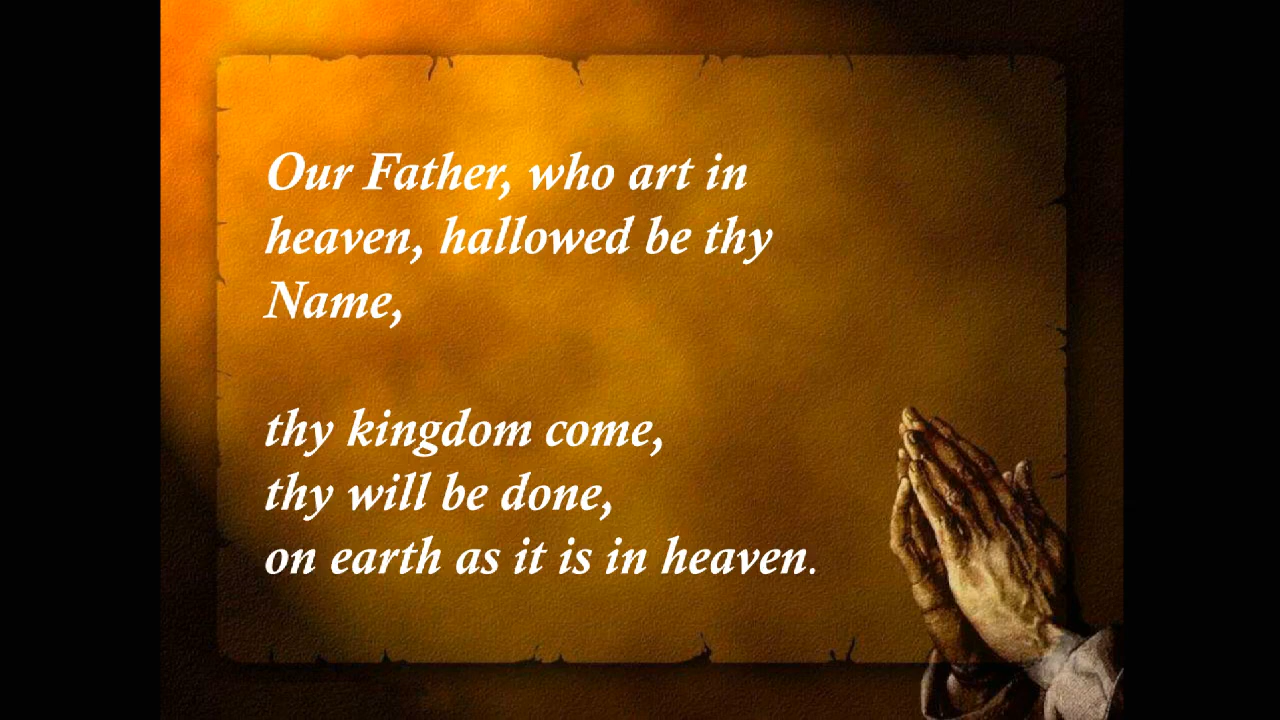 Our Father, who art in
heaven, hallowed be thy
Name,
thy kingdom come,
thy will be done,
on earth as it is in heaven.